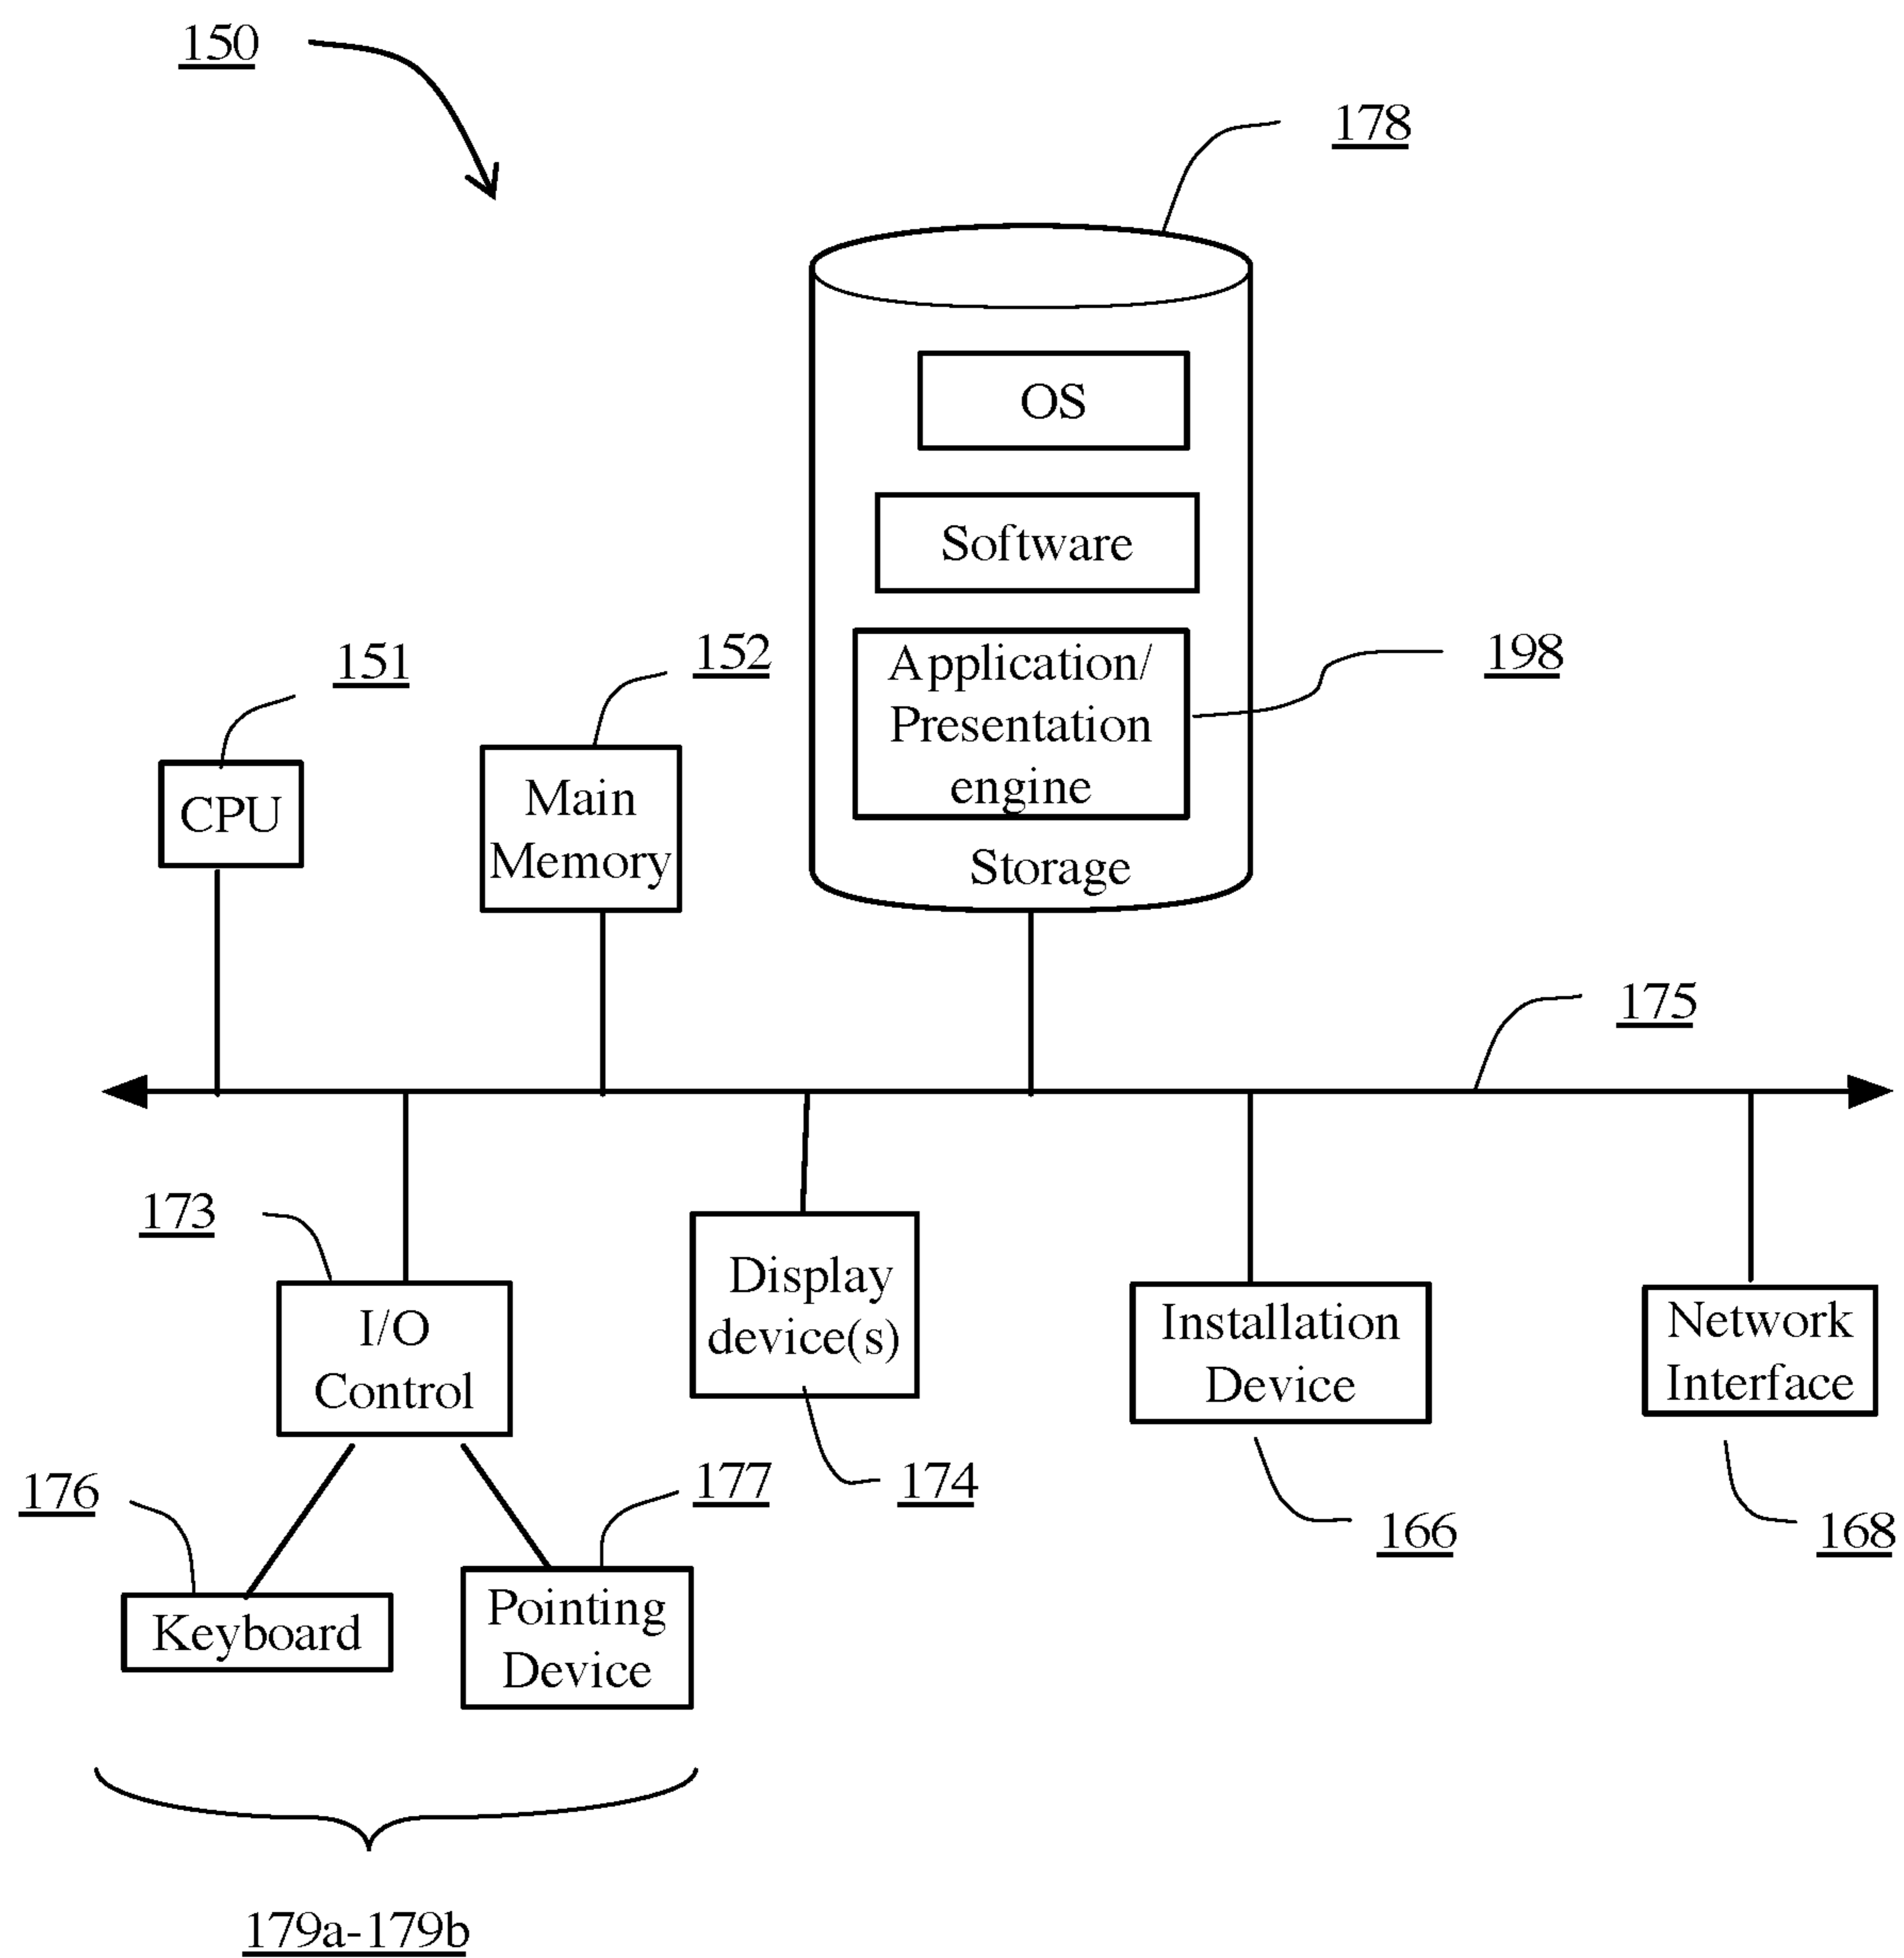 150
178
OS
Software
151
152
Application/
Presentation
engine
198
CPU
Main
Memory
Storage
175
173
I/O
Control
Display
device(s)
Installation
Device
Network
Interface
176
177
174
166
168
Keyboard
Pointing
Device
179a-179b